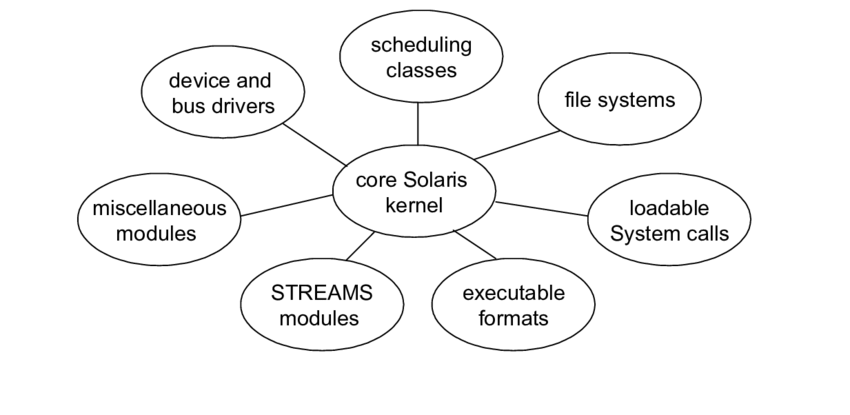 scheduling
classes
device and
bus drivers
file systems
core Solaris
kernel
miscellaneous
modules
loadable
System calls
STREAMS
modules
executable
formats